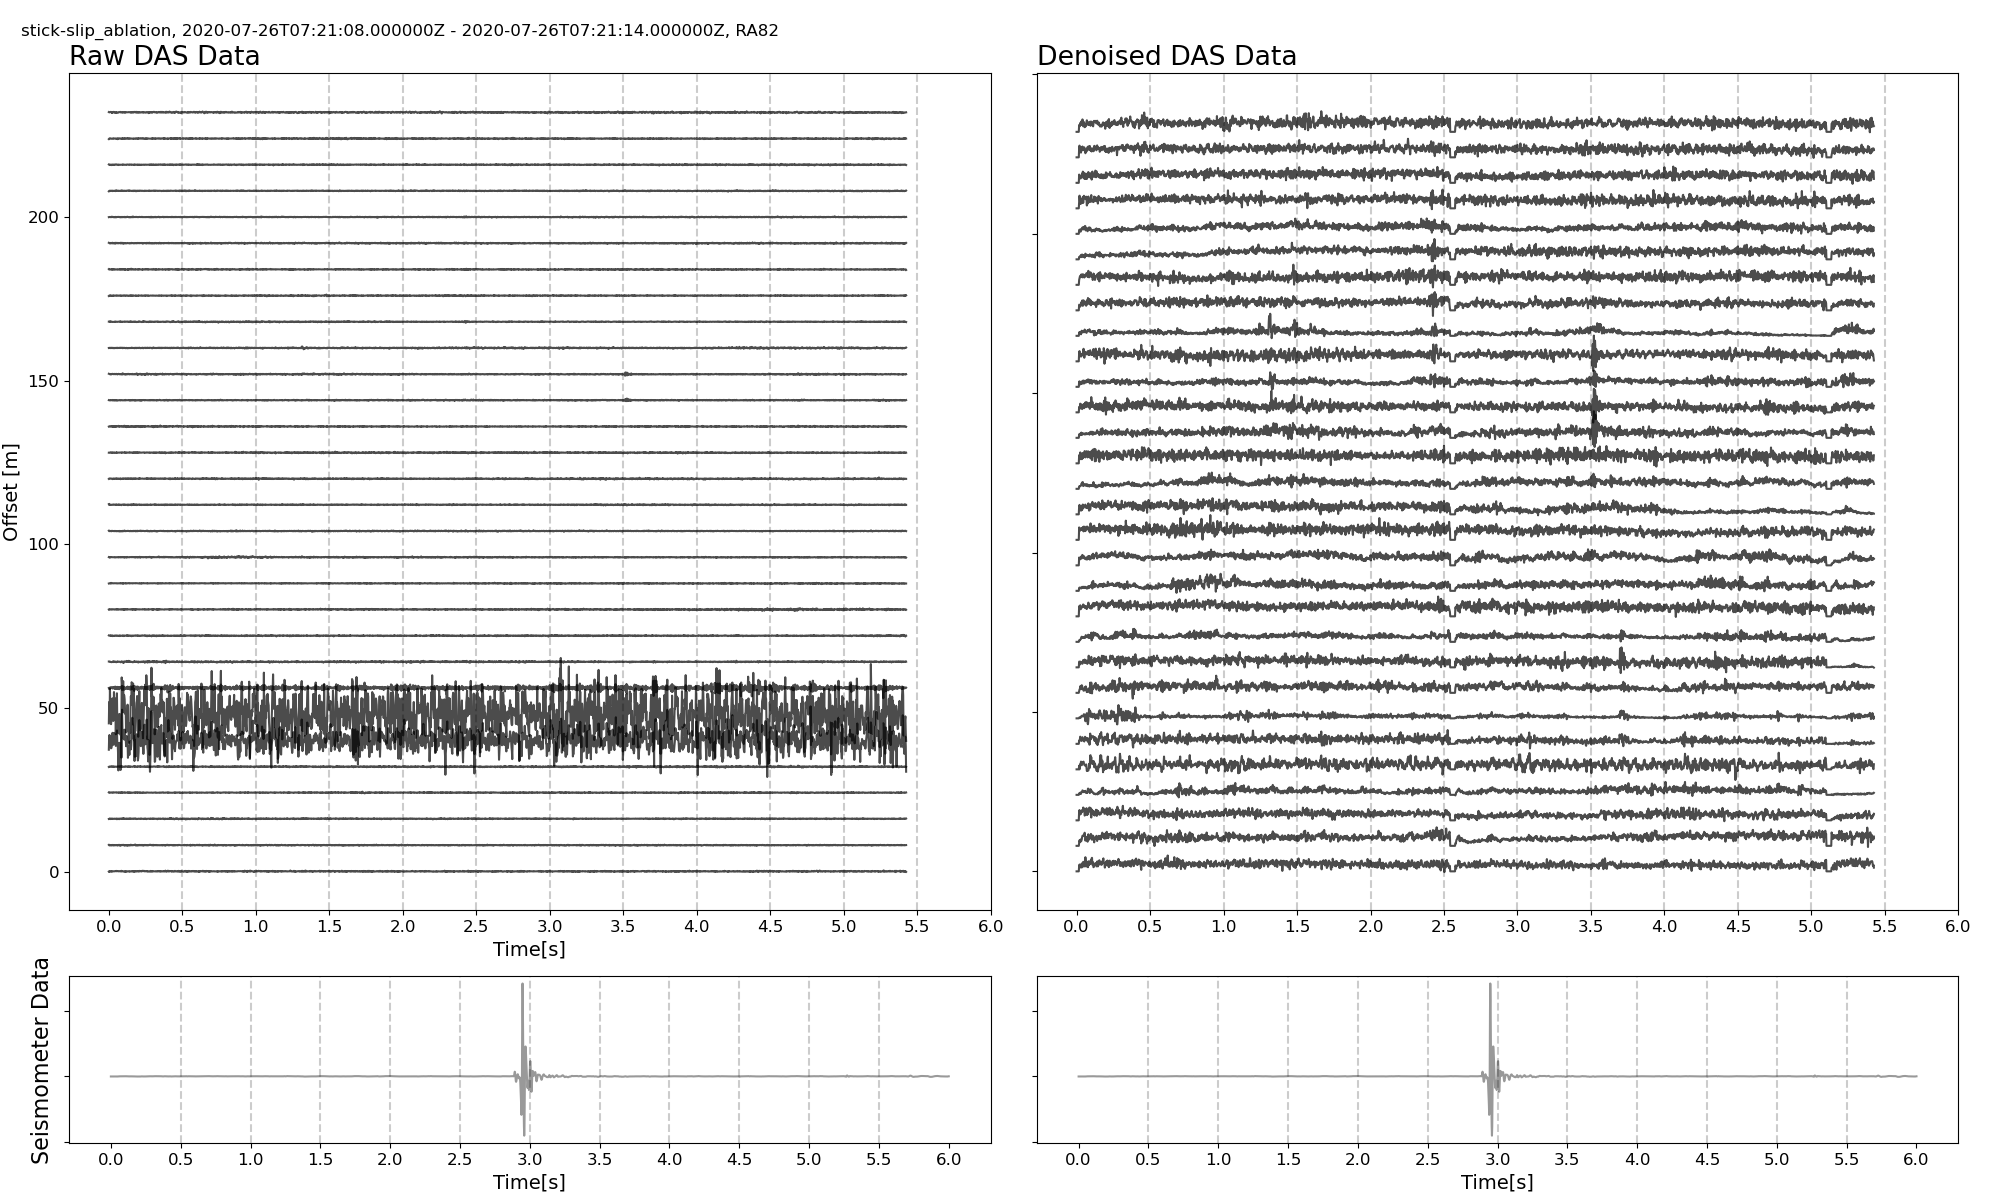 stick-slip_ablation, 2020-07-26T07:21:08.000000Z - 2020-07-26T07:21:14.000000Z, RA82
Raw DAS Data
Denoised DAS Data
Offset [m]
200
150
100
50
0
0.0 0.5 1.0 1.5 2.0 2.5 3.0 3.5 4.0 4.5 5.0 5.5 6.0
Time[s]
0.0 0.5 1.0 1.5 2.0 2.5 3.0 3.5 4.0 4.5 5.0 5.5 6.0
Seismometer Data
0.0 0.5 1.0 1.5 2.0 2.5 3.0 3.5 4.0 4.5 5.0 5.5 6.0
Time[s]
0.0 0.5 1.0 1.5 2.0 2.5 3.0 3.5 4.0 4.5 5.0 5.5 6.0
Time[s]